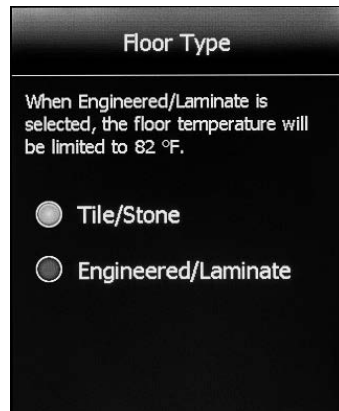 Floor Type
When Engineered/Laminate is
selected, the floor temperature will
be limited to 82 °F.
Tile/Stone
Engineered/Laminate